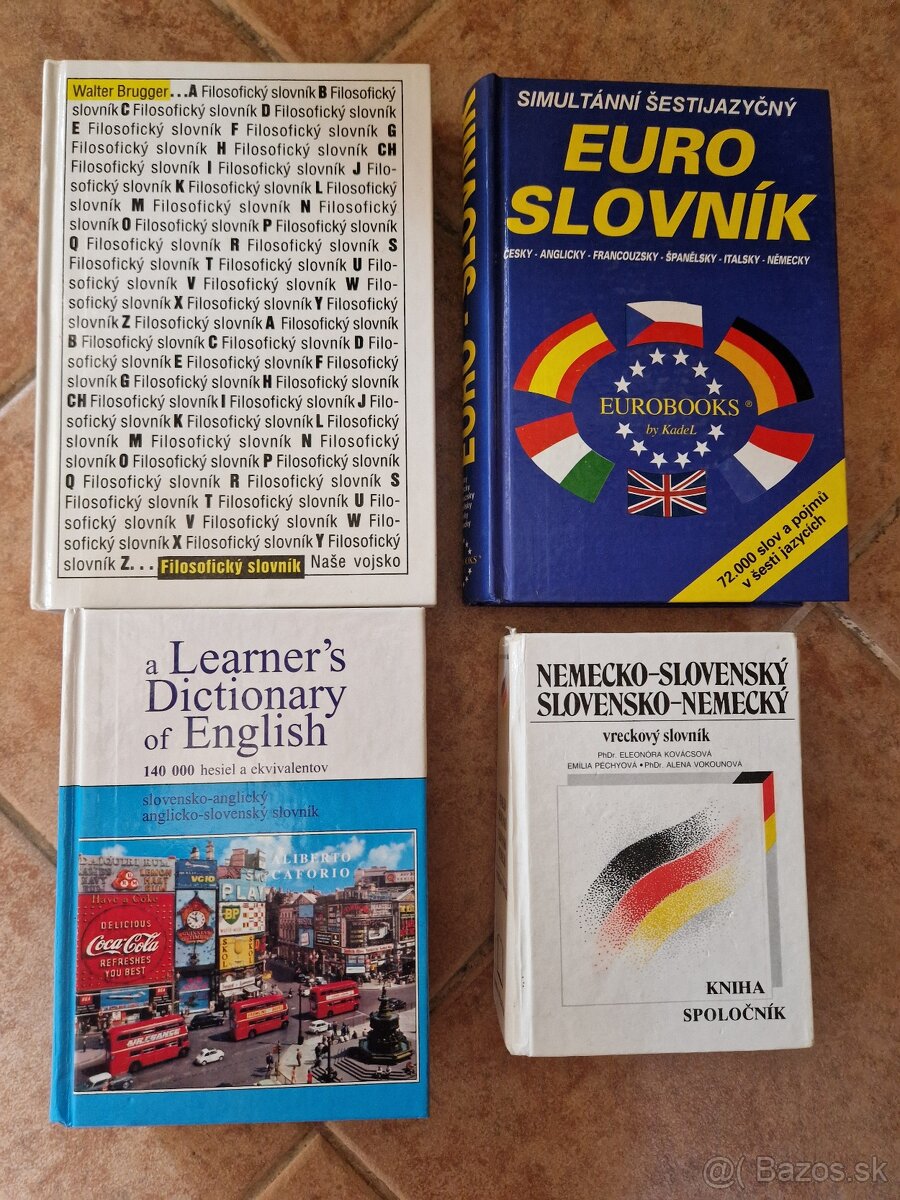 Walter Brugger...A Filosofický slovník B Filosofický
slovník C Filosofický slovník D Filosofický slovník
E Filosofický slovník F Filosofický slovník G
Filosofický slovník H Filosofický slovník CH
Filosofický slovník I Filosofický slovník J Filo-
sofický slovník K Filosofický slovník L Filosofický
slovník M Filosofický slovník N Filosofický
slovník O Filosofický slovník P Filosofický slovník
Q Filosofický slovník R Filosofický slovník S
Filosofický slovník T Filosofický slovník U Filo-
sofický slovník V Filosofický slovník W Filo-
sofický slovník X Filosofický slovník Y Filosofický
slovník Z Filosofický slovník A Filosofický slovník
B Filosofický slovník C Filosofický slovník D Filo-
sofický slovník E Filosofický slovník F Filosofický
slovník G Filosofický slovník H Filosofický slovník
CH Filosofický slovník I Filosofický slovník J Filo-
sofický slovník K Filosofický slovník L Filosofický
slovník M Filosofický slovník N Filosofický
slovník O Filosofický slovník P Filosofický slovník
Q Filosofický slovník R Filosofický slovník S
Filosofický slovník T Filosofický slovník U Filo-
sofický slovník V Filosofický slovník W Filo-
sofický slovník X Filosofický slovník Y Filosofický
slovník Z... Filosofický slovník Naše vojsko
SIMULTÁNNÍ ŠESTIJAZYČNÝ
EURO
SLOVNÍK
ČESKY - ANGLICKY - FRANCOUZSKY - ŠPANĚLSKY - ITALSKY - NĚMECKY
EUROBOOKS ®
by KadeL
72.000 slov a pojmů
v šesti jazycích
EURO - SLOVNÍK
a Learner's
Dictionary
of English
140 000 hesiel a ekvivalentov
slovensko-anglický
anglicko-slovenský slovník
ALIBERTO
CAFORIO
DAIQUIRI RUM
VG10
Have a Coke
DELICIOUS
Coca-Cola
REFRESHES
YOU BEST
PLAY
BP
SKOL
SKOL
NEMECKO-SLOVENSKÝ
SLOVENSKO-NEMECKÝ
vreckový slovník
PhDr. ELEONÓRA KOVÁCSOVÁ
EMÍLIA PÉCHYOVÁ • PhDr. ALENA VOKOUNOVÁ
KNIHA
SPOLOČNÍK
@( Bazos.sk